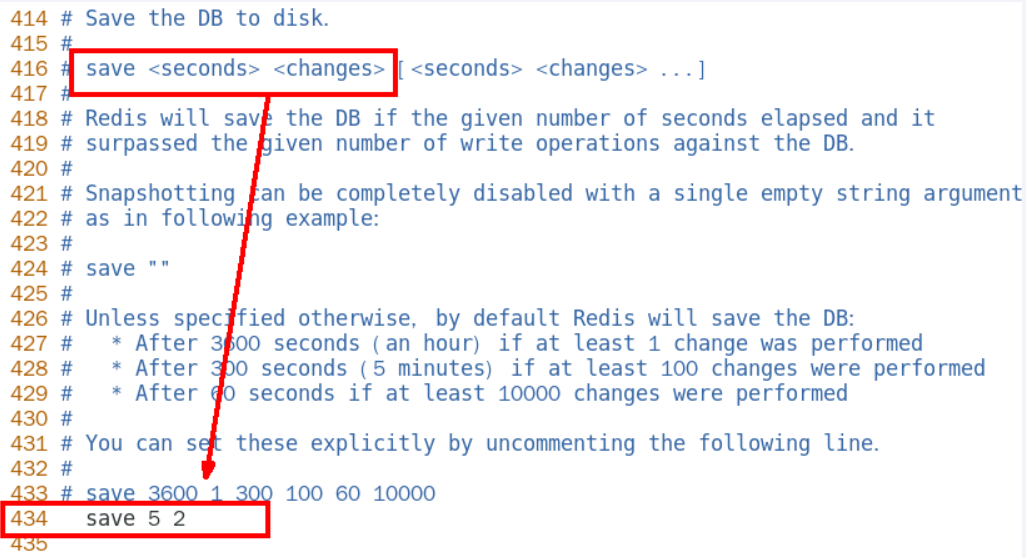 414 # Save the DB to disk.
415 #
416 # save <seconds> <changes> [<seconds> <changes> ...]
417 #
418 # Redis will save the DB if the given number of seconds elapsed and it
419 # surpassed the given number of write operations against the DB.
420 #
421 # Snapshotting can be completely disabled with a single empty string argument
422 # as in following example:
423 #
424 # save ""
425 #
426 # Unless specified otherwise, by default Redis will save the DB:
427 #   * After 3600 seconds (an hour) if at least 1 change was performed
428 #   * After 300 seconds (5 minutes) if at least 100 changes were performed
429 #   * After 60 seconds if at least 10000 changes were performed
430 #
431 # You can set these explicitly by uncommenting the following line.
432 #
433 # save 3600 1 300 100 60 10000
434   save 5 2
435